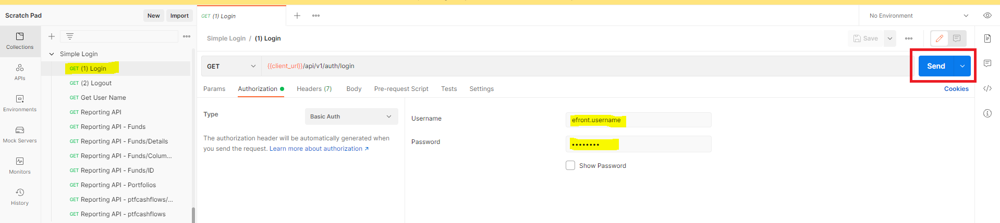 Scratch Pad
New
Import
GET (1) Login
No Environment
Collections
APIs
Environments
Mock Servers
Monitors
History
Simple Login
GET (1) Login
GET (2) Logout
GET Get User Name
GET Reporting API
GET Reporting API - Funds
GET Reporting API - Funds/Details
GET Reporting API - Funds/Colum...
GET Reporting API - Funds/ID
GET Reporting API - Portfolios
GET Reporting API - ptfcashflows/...
GET Reporting API - ptfcashflows
Simple Login / (1) Login
Save
GET
{{client_url}}/api/v1/auth/login
Send
Params
Authorization
Headers (7)
Body
Pre-request Script
Tests
Settings
Cookies
Type
Basic Auth
The authorization header will be automatically generated when
you send the request. Learn more about authorization ↗
Username
efront.username
Password
••••••••
Show Password